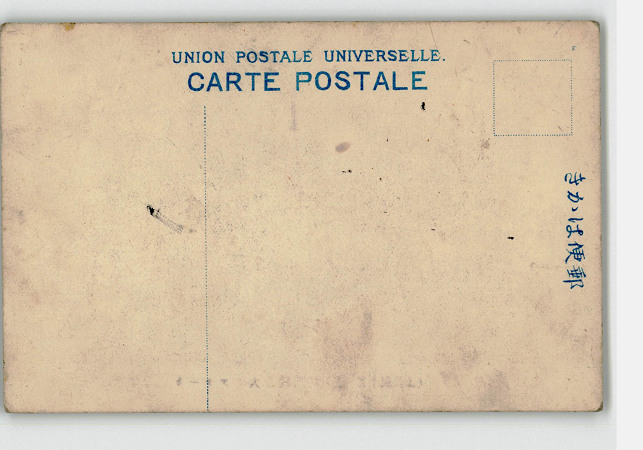 UNION POSTALE UNIVERSELLE.
CARTE POSTALE
きかは便郵